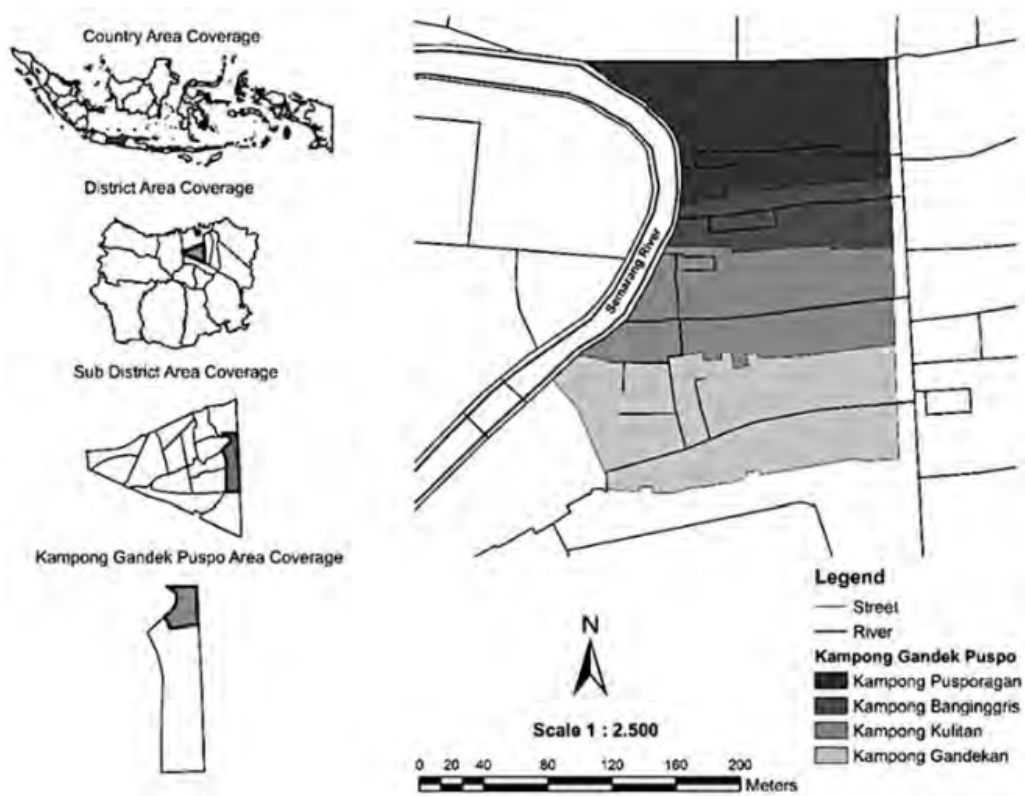 Country Area Coverage
District Area Coverage
Sub District Area Coverage
Kampong Gandek Puspo Area Coverage
Semarang River
N
Scale 1 : 2.500
0 20 40 80 120 160 200
Meters
Legend
Street
River
Kampong Gandek Puspo
Kampong Pusporagan
Kampong Banginggris
Kampong Kulitan
Kampong Gandekan